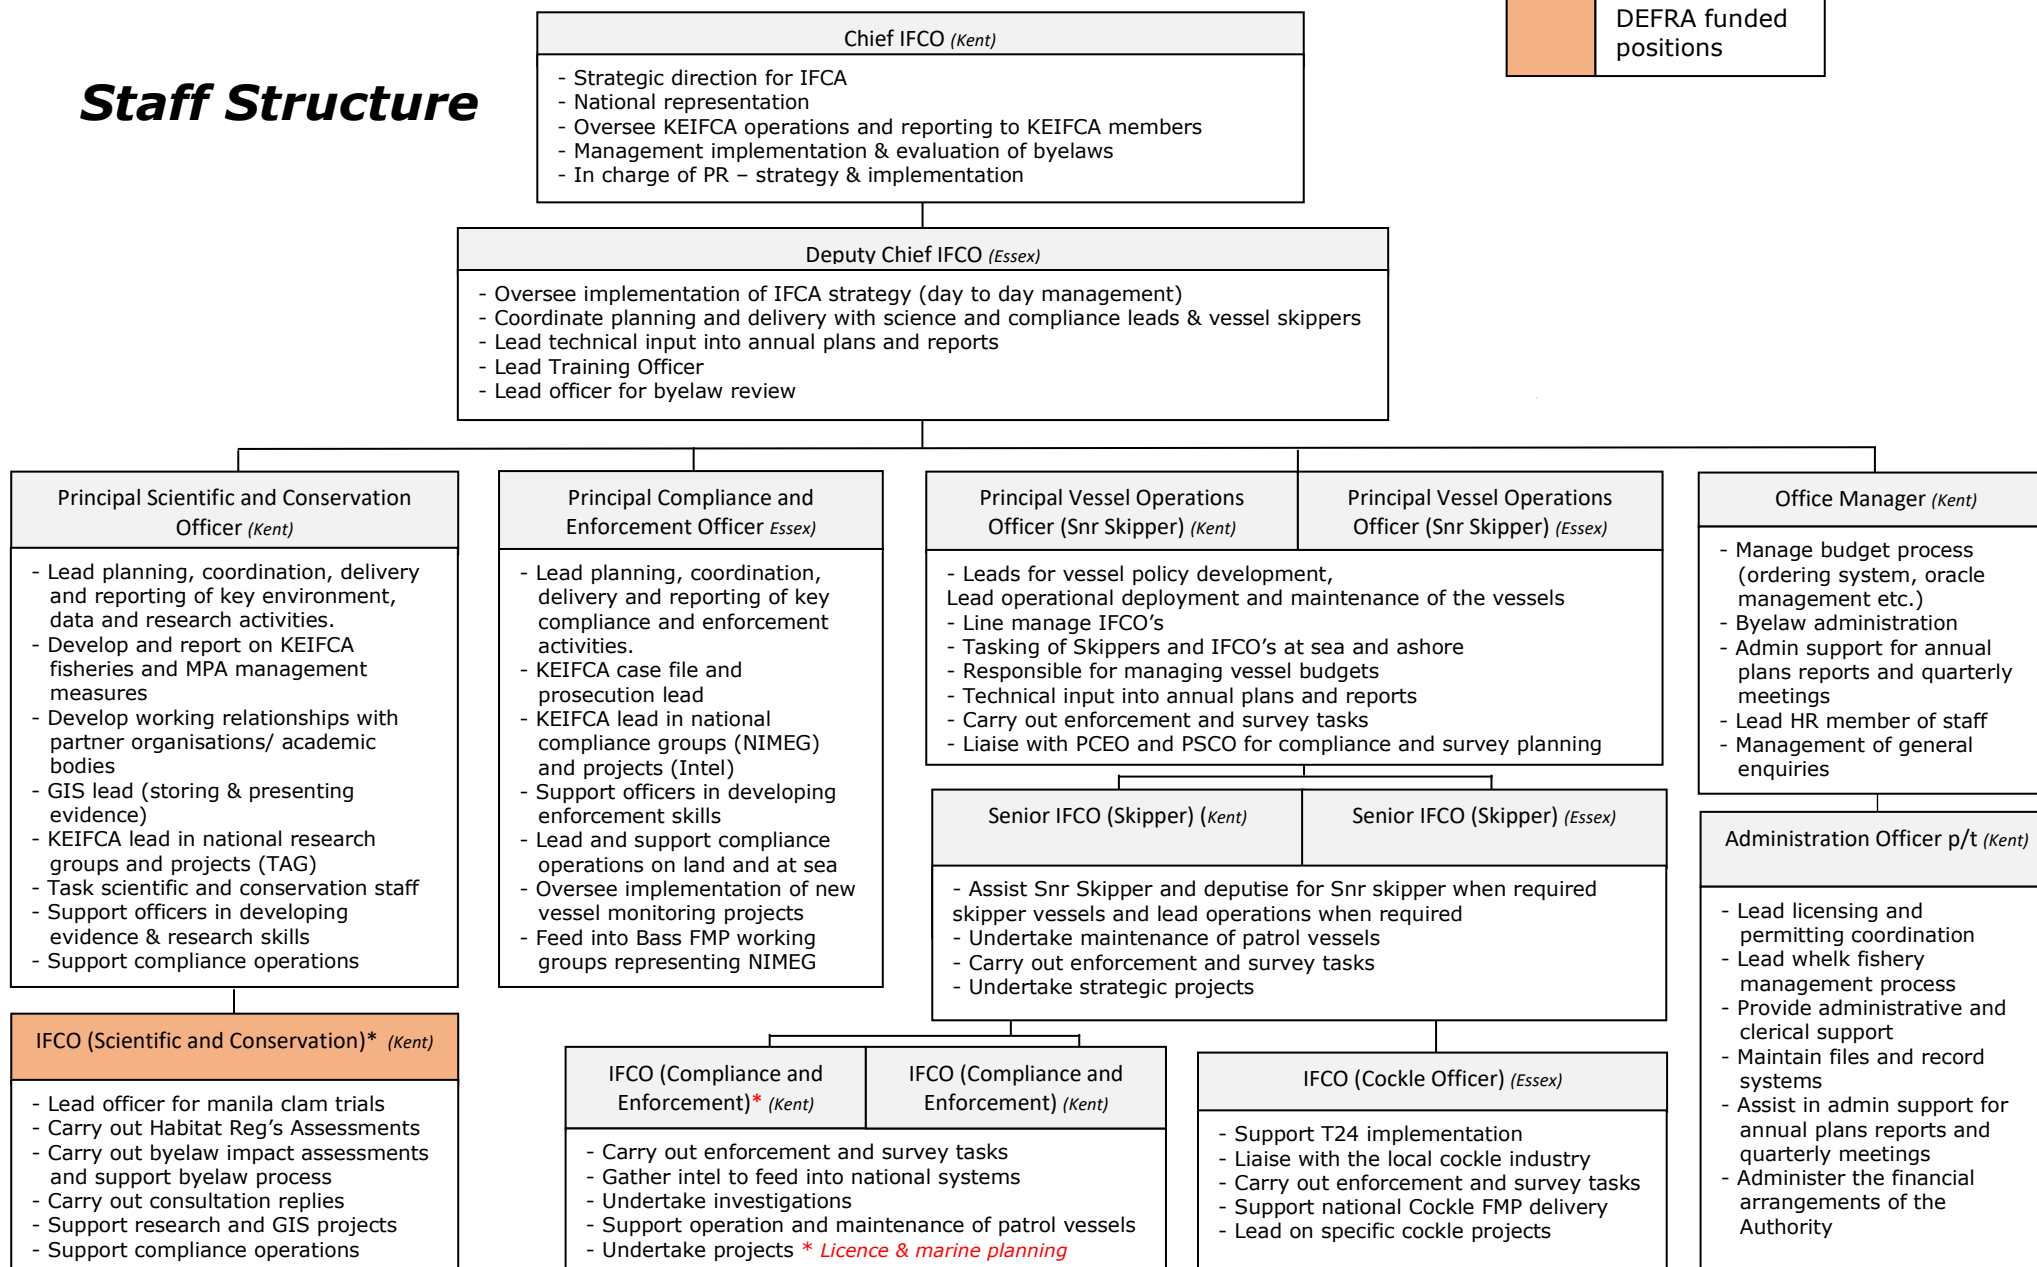 Staff Structure
DEFRA funded
positions
Chief IFCO (Kent)
- Strategic direction for IFCA
- National representation
- Oversee KEIFCA operations and reporting to KEIFCA members
- Management implementation & evaluation of byelaws
- In charge of PR – strategy & implementation
Deputy Chief IFCO (Essex)
- Oversee implementation of IFCA strategy (day to day management)
- Coordinate planning and delivery with science and compliance leads & vessel skippers
- Lead technical input into annual plans and reports
- Lead Training Officer
- Lead officer for byelaw review
Principal Scientific and Conservation
Officer (Kent)
- Lead planning, coordination, delivery
and reporting of key environment,
data and research activities.
- Develop and report on KEIFCA
fisheries and MPA management
measures
- Develop working relationships with
partner organisations/ academic
bodies
- GIS lead (storing & presenting
evidence)
- KEIFCA lead in national research
groups and projects (TAG)
- Task scientific and conservation staff
- Support officers in developing
evidence & research skills
- Support compliance operations
IFCO (Scientific and Conservation)* (Kent)
- Lead officer for manila clam trials
- Carry out Habitat Reg’s Assessments
- Carry out byelaw impact assessments
and support byelaw process
- Carry out consultation replies
- Support research and GIS projects
- Support compliance operations
Principal Compliance and
Enforcement Officer Essex)
- Lead planning, coordination,
delivery and reporting of key
compliance and enforcement
activities.
- KEIFCA case file and
prosecution lead
- KEIFCA lead in national
compliance groups (NIMEG)
and projects (Intel)
- Support officers in developing
enforcement skills
- Lead and support compliance
operations on land and at sea
- Oversee implementation of new
vessel monitoring projects
- Feed into Bass FMP working
groups representing NIMEG
Principal Vessel Operations
Officer (Snr Skipper) (Kent)
Principal Vessel Operations
Officer (Snr Skipper) (Essex)
- Leads for vessel policy development,
Lead operational deployment and maintenance of the vessels
- Line manage IFCO’s
- Tasking of Skippers and IFCO’s at sea and ashore
- Responsible for managing vessel budgets
- Technical input into annual plans and reports
- Carry out enforcement and survey tasks
- Liaise with PCEO and PSCO for compliance and survey planning
Senior IFCO (Skipper) (Kent)
Senior IFCO (Skipper) (Essex)
- Assist Snr Skipper and deputise for Snr skipper when required
skipper vessels and lead operations when required
- Undertake maintenance of patrol vessels
- Carry out enforcement and survey tasks
- Undertake strategic projects
IFCO (Compliance and
Enforcement)* (Kent)
IFCO (Compliance and
Enforcement) (Kent)
- Carry out enforcement and survey tasks
- Gather intel to feed into national systems
- Undertake investigations
- Support operation and maintenance of patrol vessels
- Undertake projects * Licence & marine planning
IFCO (Cockle Officer) (Essex)
- Support T24 implementation
- Liaise with the local cockle industry
- Carry out enforcement and survey tasks
- Support national Cockle FMP delivery
- Lead on specific cockle projects
Office Manager (Kent)
- Manage budget process
(ordering system, oracle
management etc.)
- Byelaw administration
- Admin support for annual
plans reports and quarterly
meetings
- Lead HR member of staff
- Management of general
enquiries
Administration Officer p/t (Kent)
- Lead licensing and
permitting coordination
- Lead whelk fishery
management process
- Provide administrative and
clerical support
- Maintain files and record
systems
- Assist in admin support for
annual plans reports and
quarterly meetings
- Administer the financial
arrangements of the
Authority